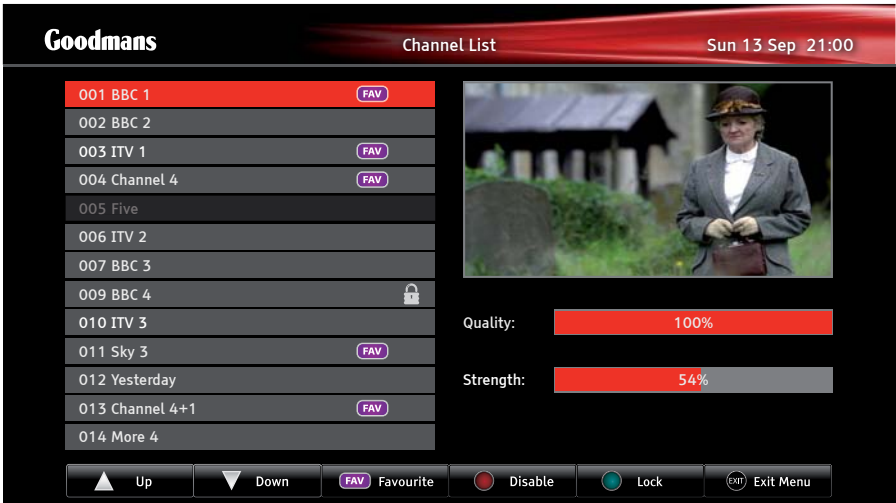 Goodmans
Channel List
Sun 13 Sep 21:00
001 BBC 1 FAV
002 BBC 2
003 ITV 1 FAV
004 Channel 4 FAV
005 Five
006 ITV 2
007 BBC 3
009 BBC 4
010 ITV 3
011 Sky 3 FAV
012 Yesterday
013 Channel 4+1 FAV
014 More 4
Quality: 100%
Strength: 54%
Up Down FAV Favourite Disable Lock EXIT Exit Menu